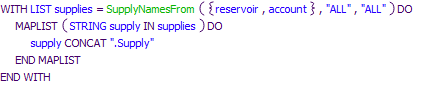 WITH LIST supplies = SupplyNamesFrom ( { reservoir , account } , "ALL" , "ALL" ) DO
MAPLIST ( STRING supply IN supplies ) DO
supply CONCAT ".Supply"
END MAPLIST
END WITH